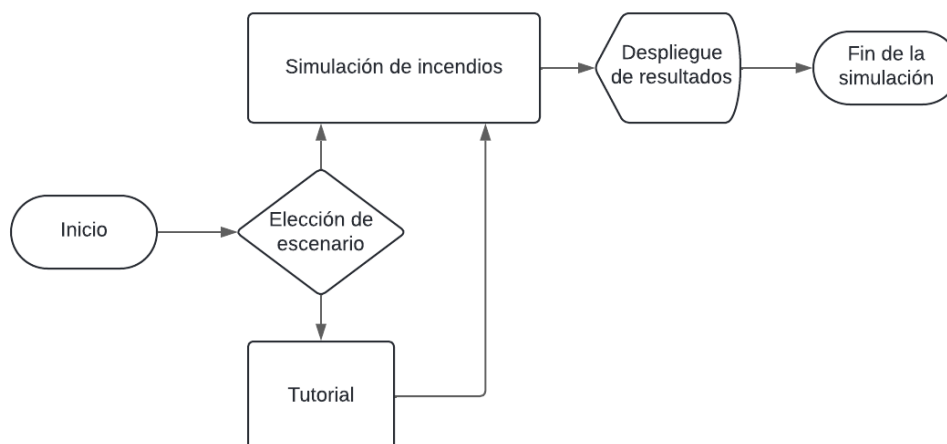 Simulación de incendios
Despliegue
de resultados
Fin de la
simulación
Inicio
Elección de
escenario
Tutorial